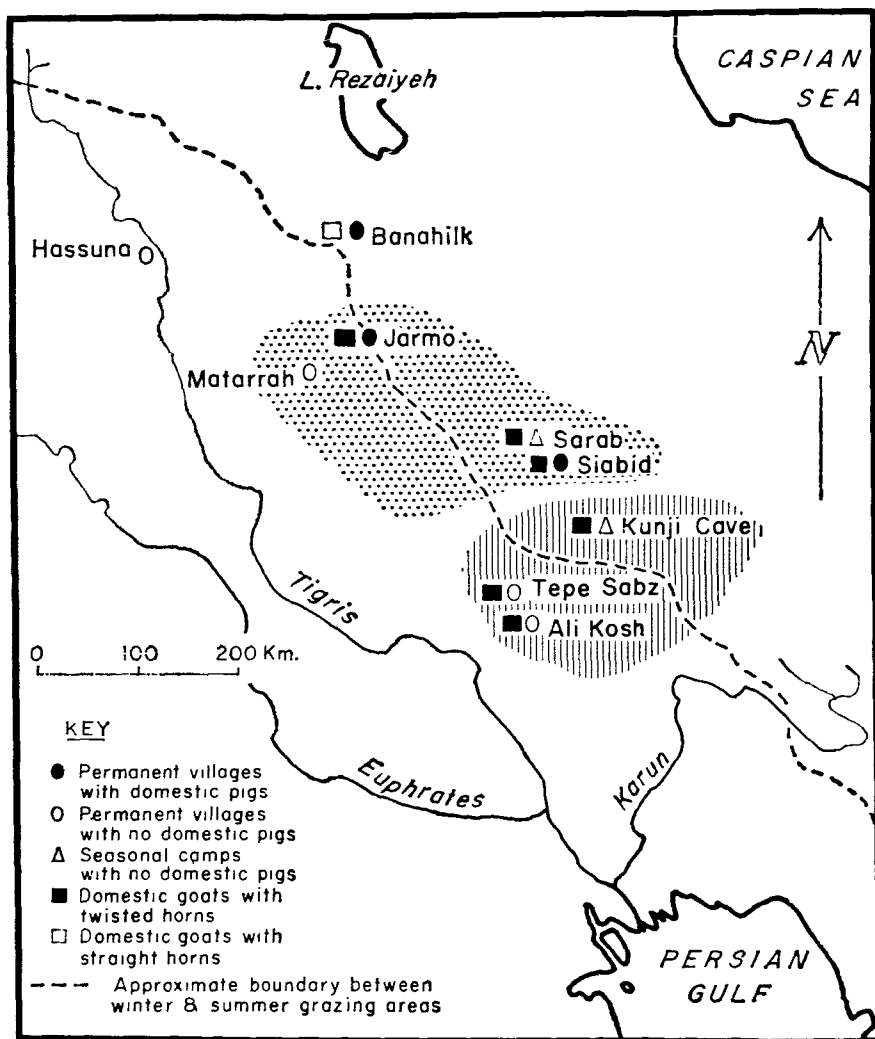 L. Rezaiyeh
CASPIAN
SEA
Hassuna
Banahilk
N
Jarmo
Matarrah
Sarab
Siabid
Kunji Cave
Tepe Sabz
Ali Kosh
Tigris
0 100 200 Km.
Euphrates
Karun
PERSIAN
GULF
KEY
Permanent villages
with domestic pigs
Permanent villages
with no domestic pigs
Seasonal camps
with no domestic pigs
Domestic goats with
twisted horns
Domestic goats with
straight horns
Approximate boundary between
winter & summer grazing areas